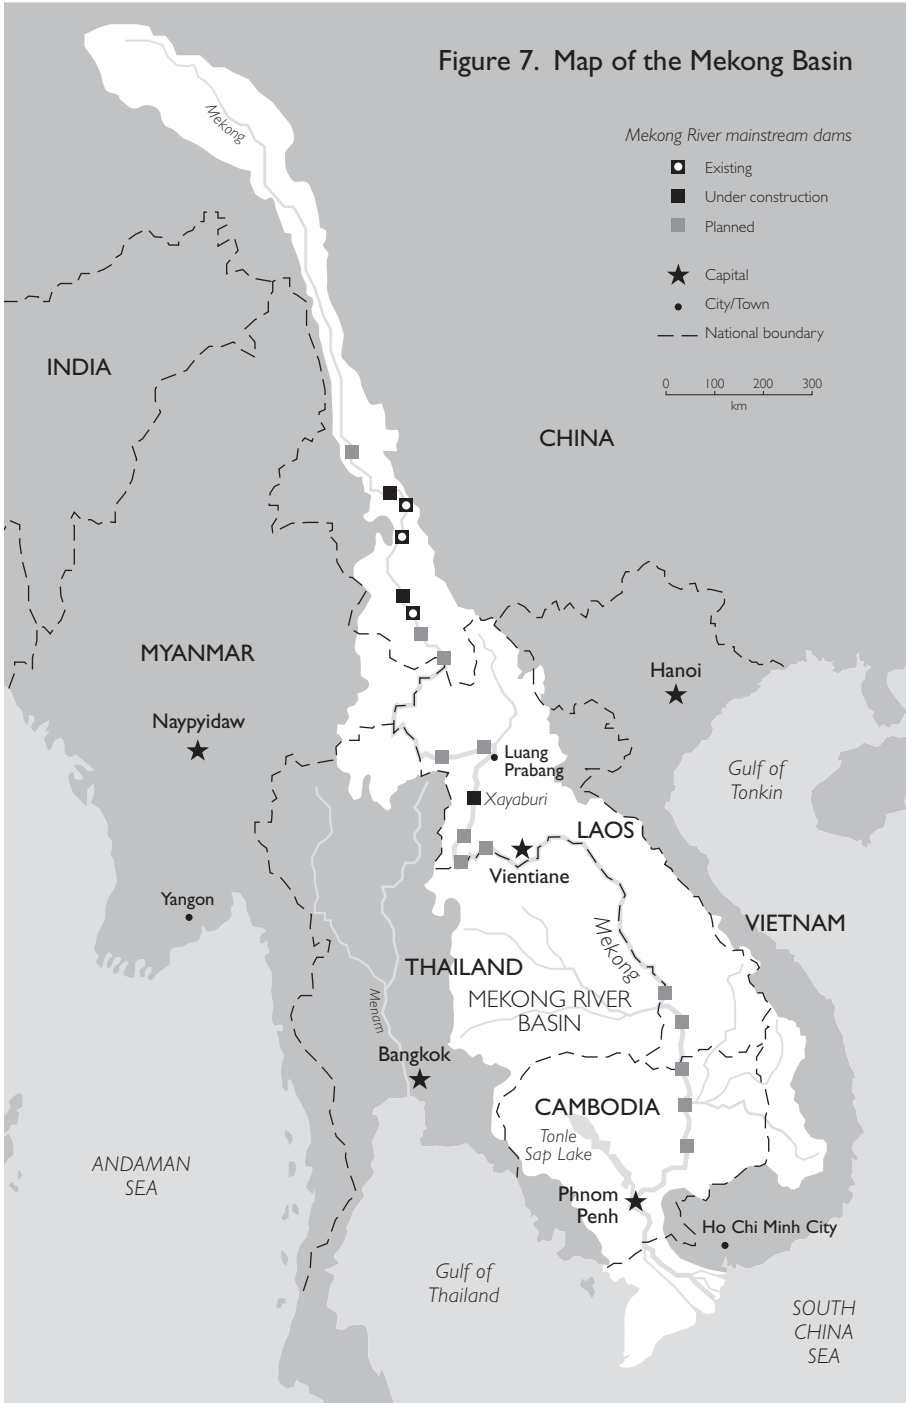 Figure 7. Map of the Mekong Basin
Mekong River mainstream dams
Existing
Under construction
Planned
Capital
City/Town
National boundary
0 100 200 300
km
Mekong
INDIA
CHINA
MYANMAR
Hanoi
Naypyidaw
Luang
Prabang
Gulf of
Tonkin
Xayaburi
LAOS
Vientiane
Yangon
VIETNAM
Mekong
THAILAND
MEKONG RIVER
BASIN
Menam
Bangkok
CAMBODIA
Tonle
Sap Lake
ANDAMAN
SEA
Phnom
Penh
Ho Chi Minh City
Gulf of
Thailand
SOUTH
CHINA
SEA